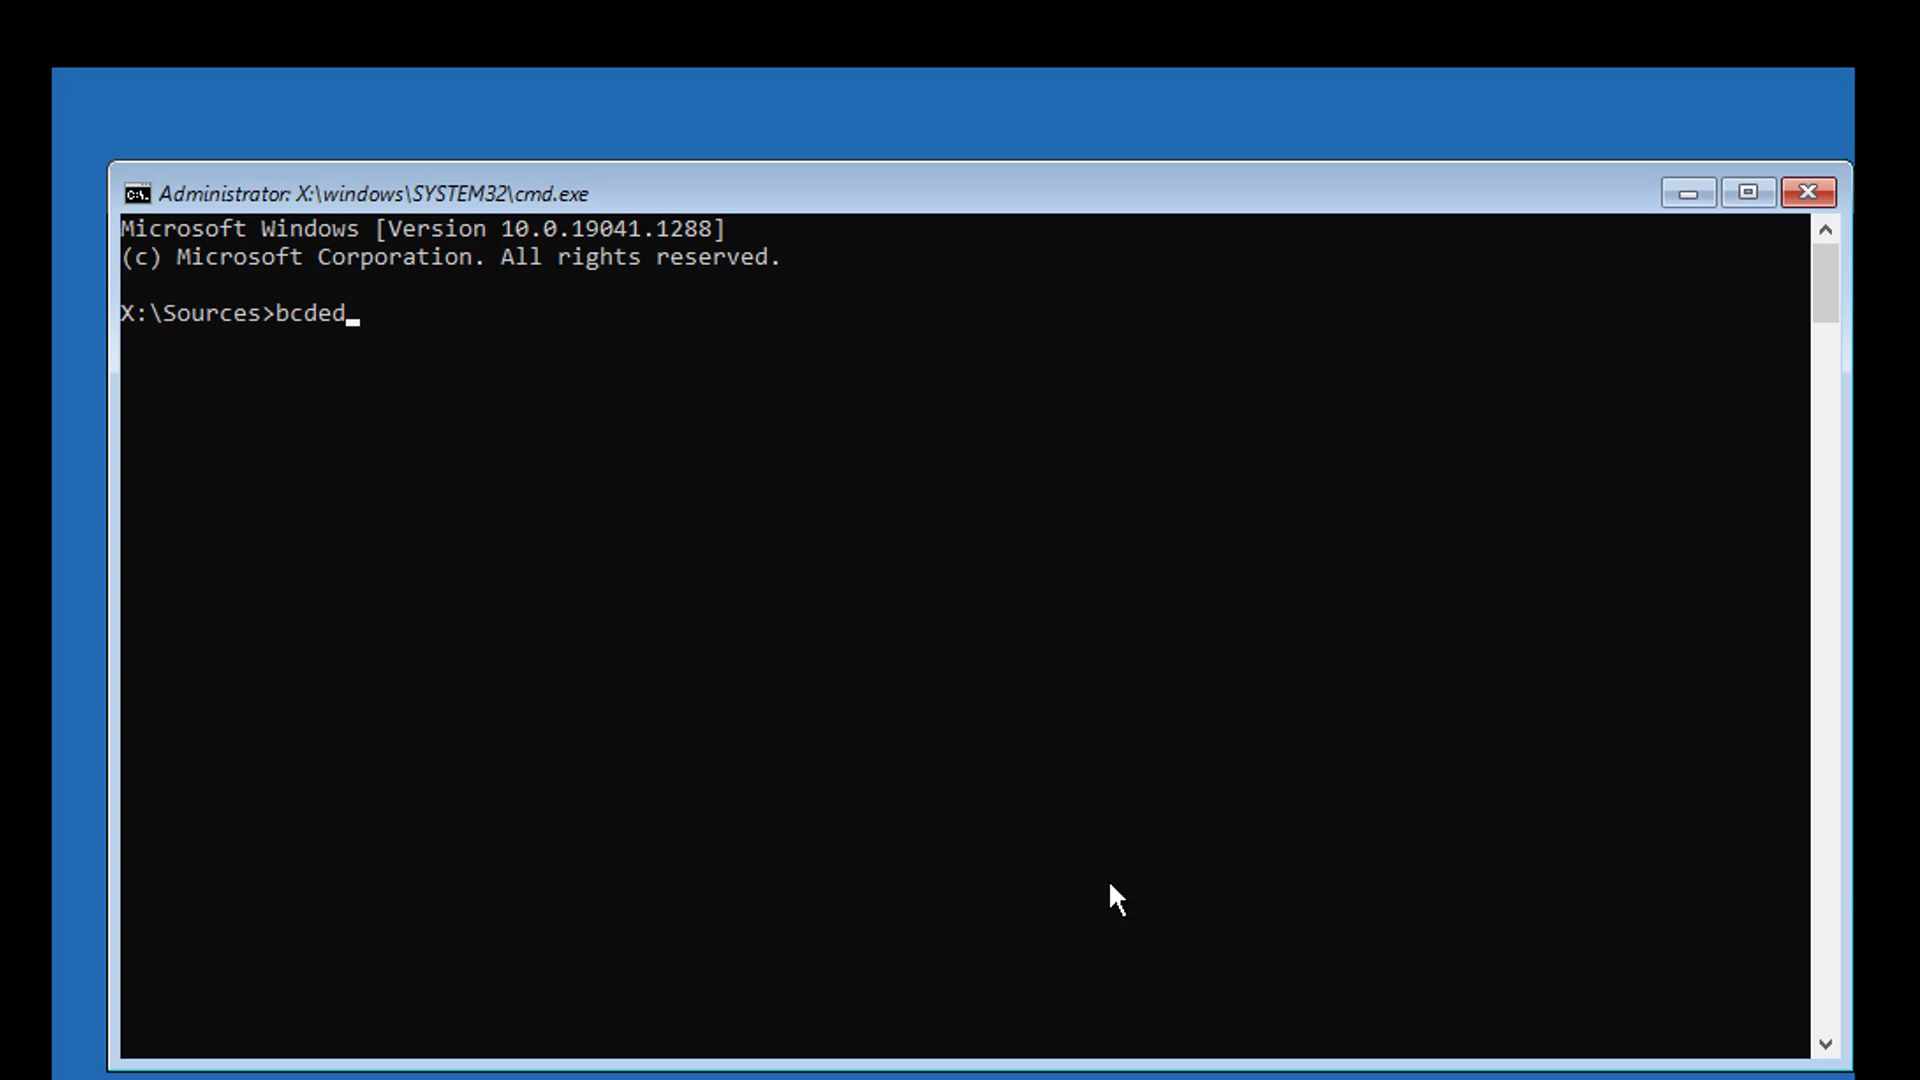 Administrator: X:\windows\SYSTEM32\cmd.exe
Microsoft Windows [Version 10.0.19041.1288]
(c) Microsoft Corporation. All rights reserved.
X:\Sources>bcded